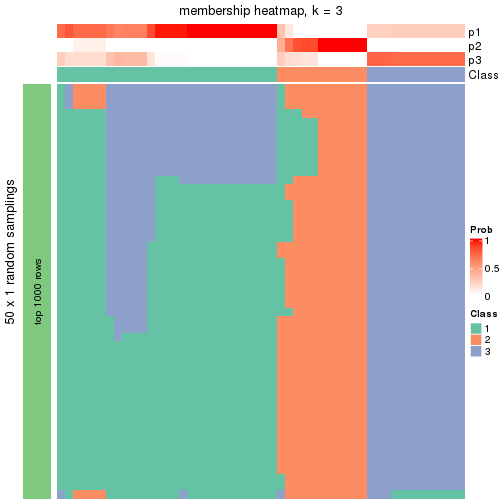 membership heatmap, k = 3
p1
p2
p3
Class
50 x 1 random samplings
top 1000 rows
Prob
1
0.5
0
Class
1
2
3